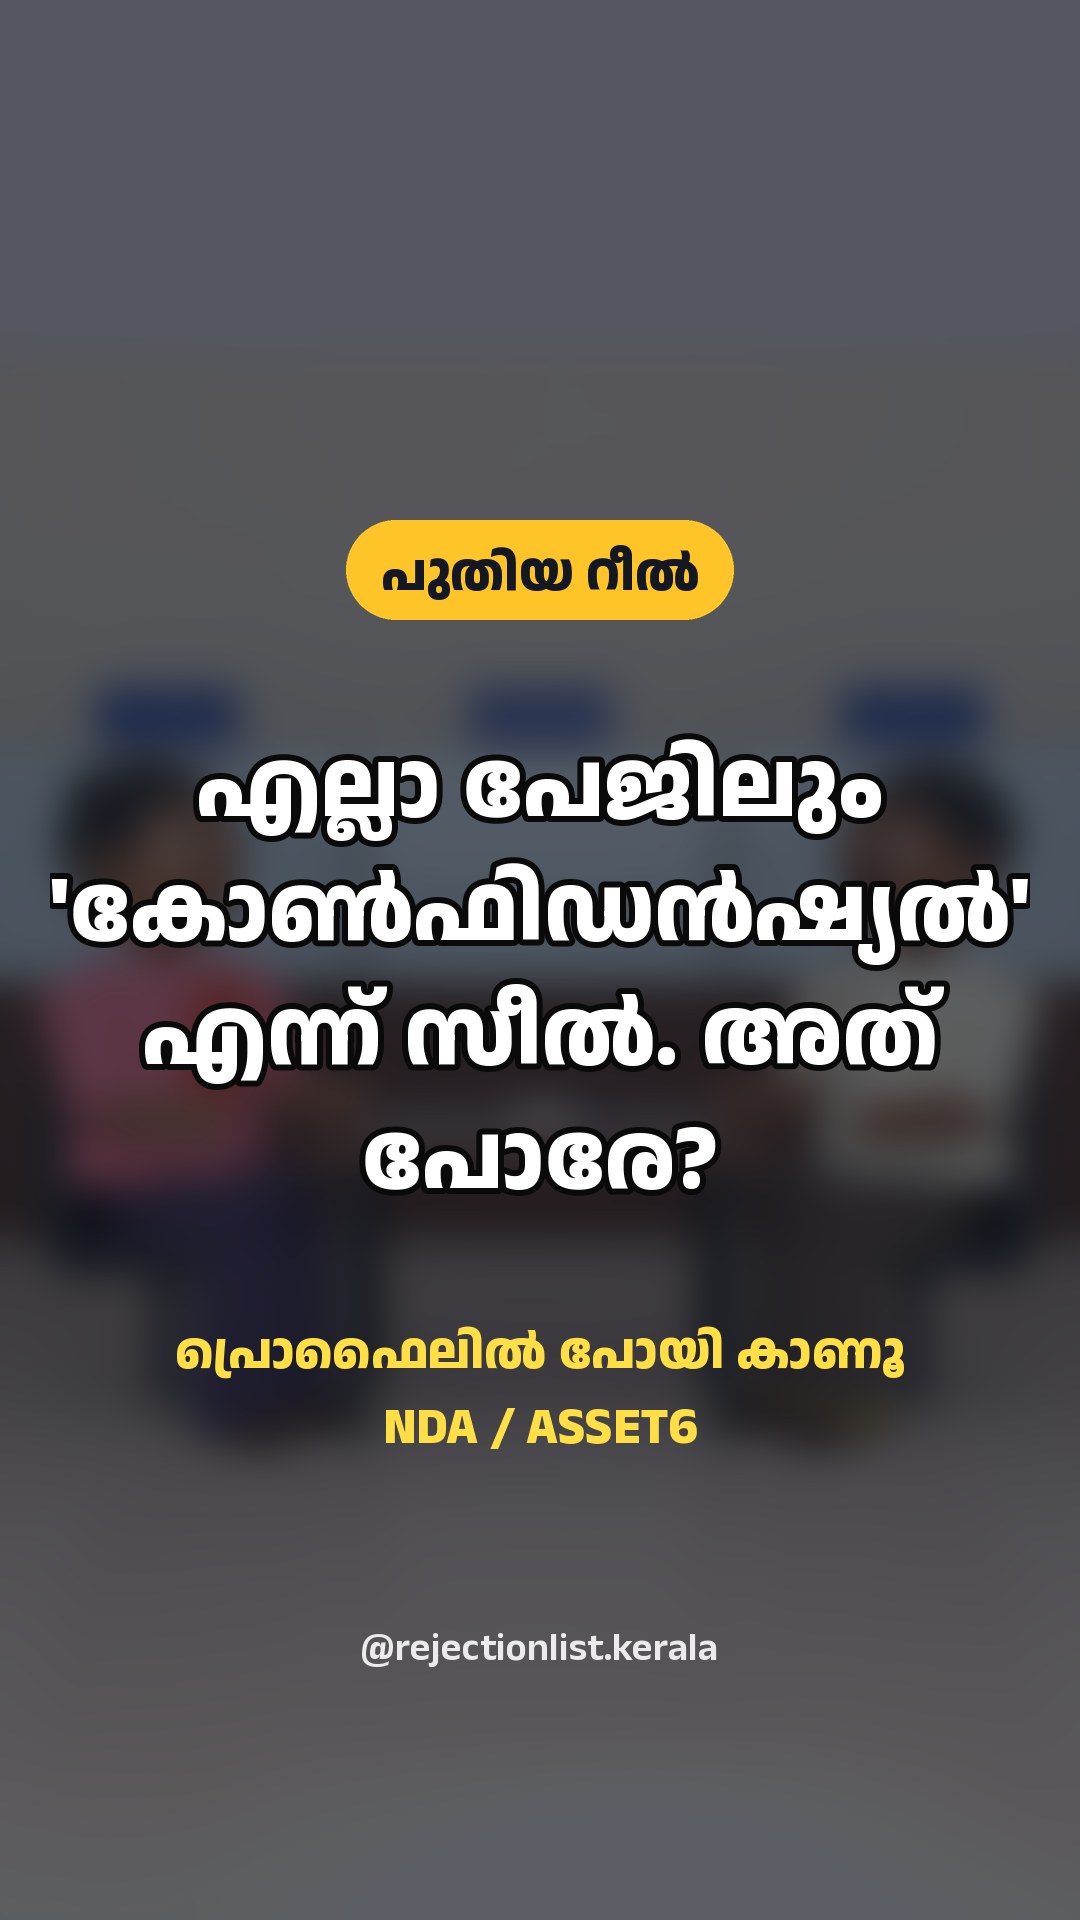 പുതിയ റീൽ
എല്ലാ പേജിലും
'കോൺഫിഡൻഷ്യൽ'
എന്ന് സീൽ. അത്
പോരേ?
പ്രൊഫൈലിൽ പോയി കാണൂ
NDA / ASSET6
@rejectionlist.kerala